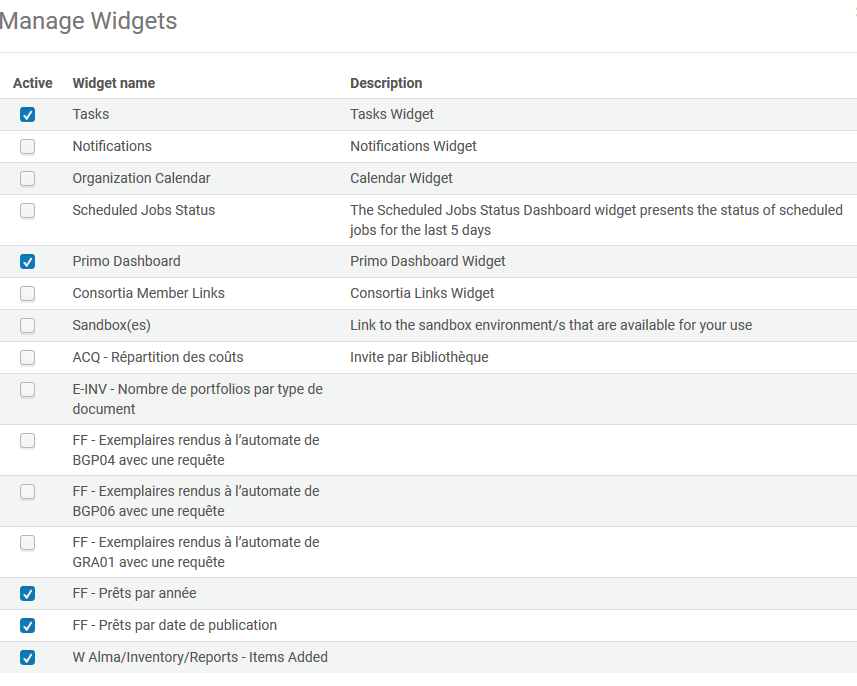 Manage Widgets
Active Widget name Description
Tasks Tasks Widget
Notifications Notifications Widget
Organization Calendar Calendar Widget
Scheduled Jobs Status The Scheduled Jobs Status Dashboard widget presents the status of scheduled
jobs for the last 5 days
Primo Dashboard Primo Dashboard Widget
Consortia Member Links Consortia Links Widget
Sandbox(es) Link to the sandbox environment/s that are available for your use
ACQ - Répartition des coûts Invite par Bibliothèque
E-INV - Nombre de portfolios par type de
document
FF - Exemplaires rendus à l’automate de
BGP04 avec une requête
FF - Exemplaires rendus à l’automate de
BGP06 avec une requête
FF - Exemplaires rendus à l’automate de
GRA01 avec une requête
FF - Prêts par année
FF - Prêts par date de publication
W Alma/Inventory/Reports - Items Added